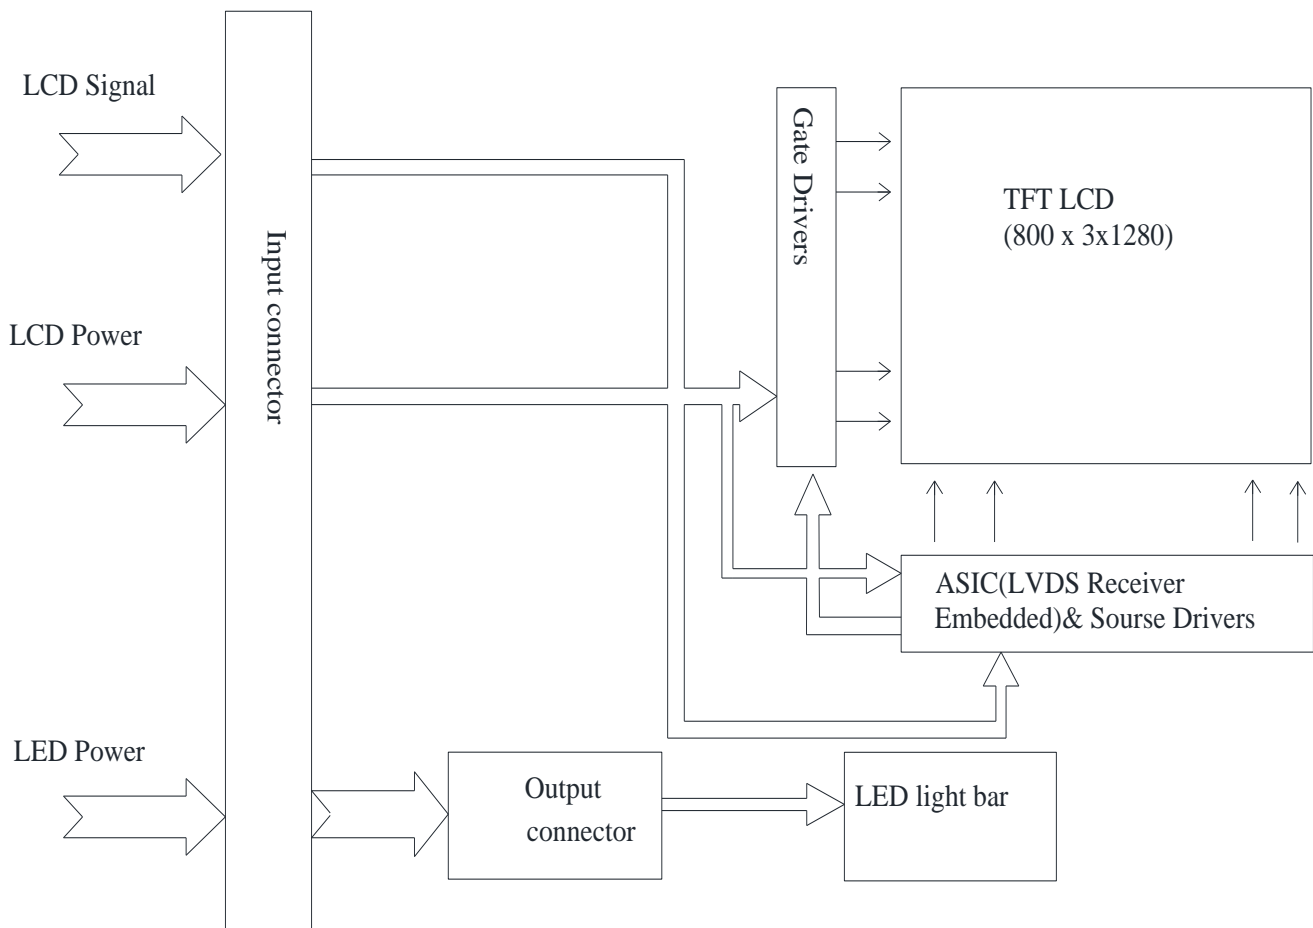 LCD Signal
Gate Drivers
TFT LCD
(800 x 3x1280)
Input connector
LCD Power
ASIC(LVDS Receiver
Embedded)& Sourse Drivers
LED Power
Output
connector
LED light bar